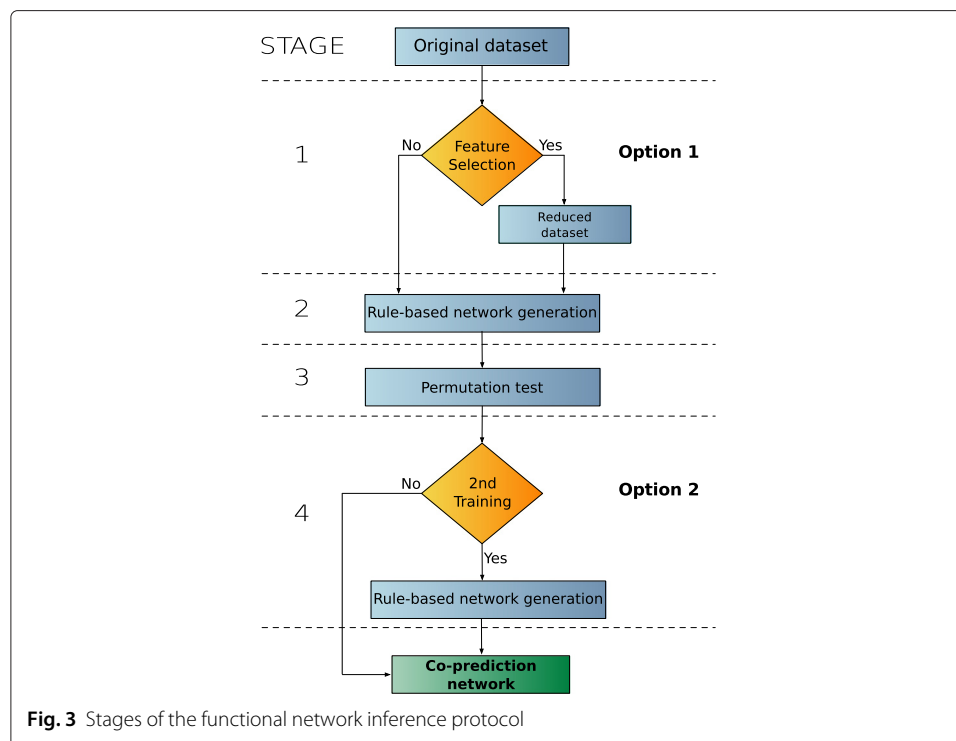 STAGE
Original dataset
1
No
Feature
Selection
Yes
Option 1
Reduced
dataset
2
Rule-based network generation
3
Permutation test
No
2nd
Training
Option 2
4
Yes
Rule-based network generation
Co-prediction
network
Fig. 3 Stages of the functional network inference protocol